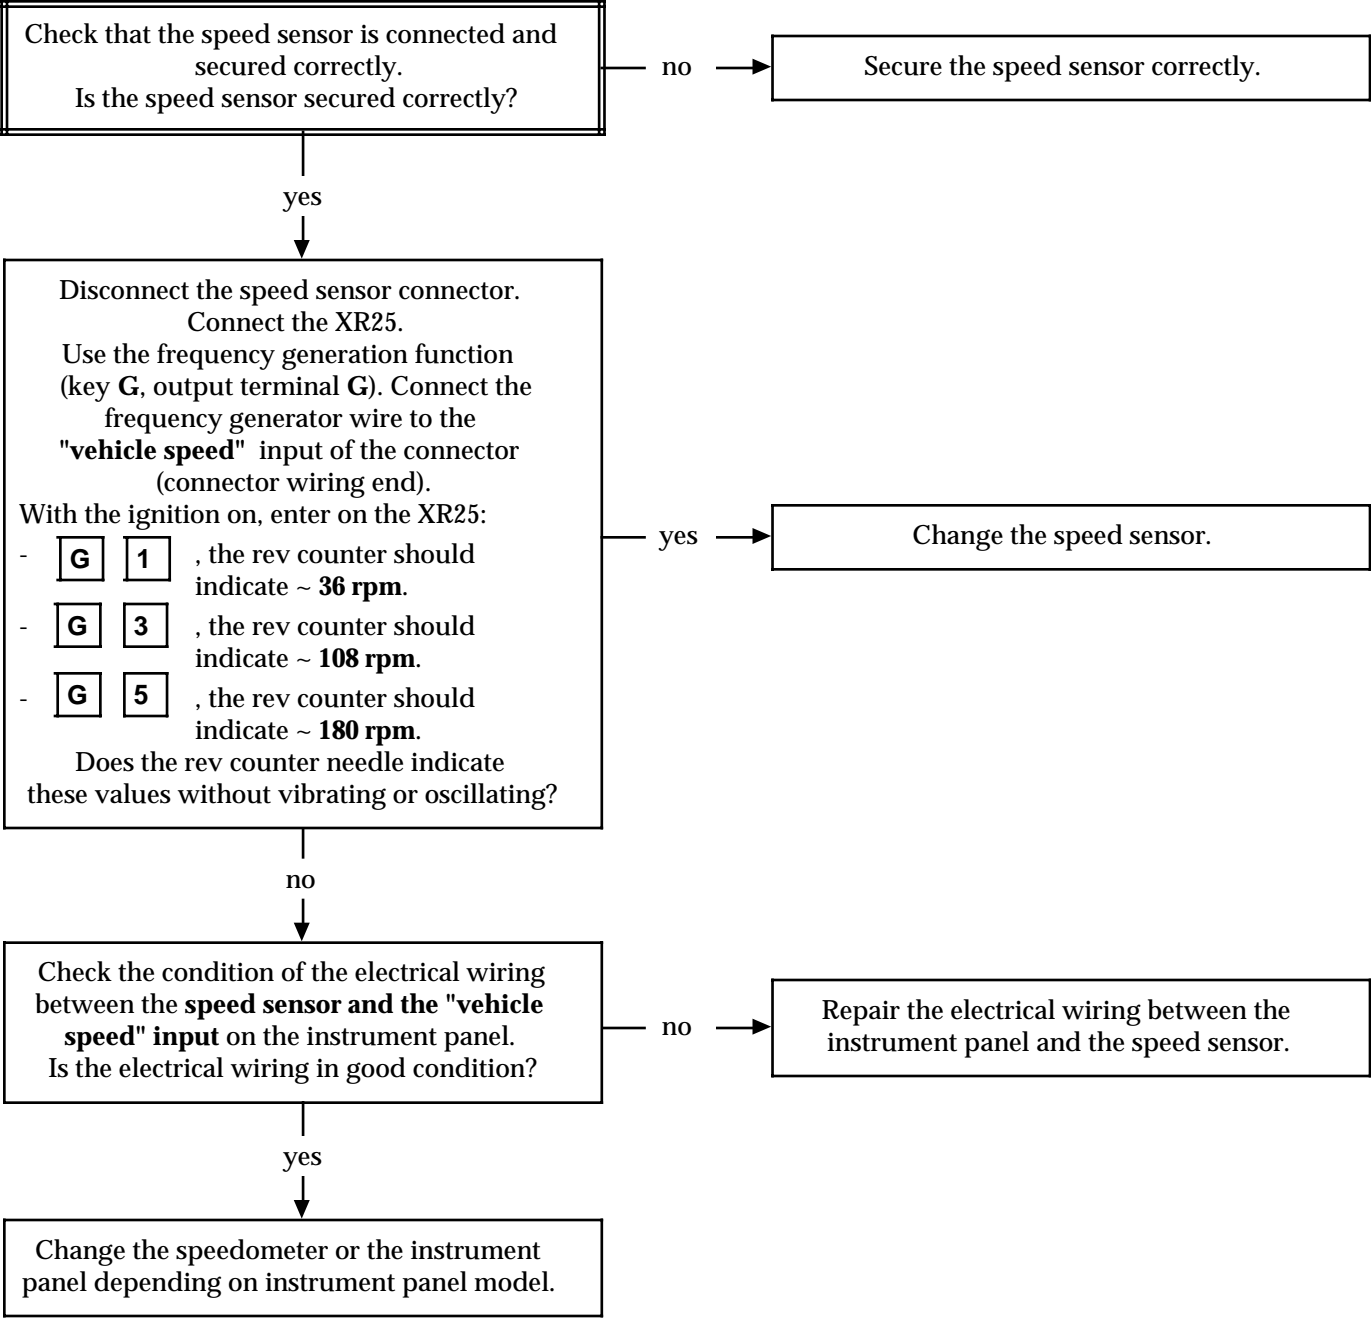 Check that the speed sensor is connected and
secured correctly.
Is the speed sensor secured correctly?
no
Secure the speed sensor correctly.
yes
Disconnect the speed sensor connector.
Connect the XR25.
Use the frequency generation function
(key G, output terminal G). Connect the
frequency generator wire to the
"vehicle speed" input of the connector
(connector wiring end).
With the ignition on, enter on the XR25:
- G 1 , the rev counter should
indicate ~ 36 rpm.
- G 3 , the rev counter should
indicate ~ 108 rpm.
- G 5 , the rev counter should
indicate ~ 180 rpm.
Does the rev counter needle indicate
these values without vibrating or oscillating?
yes
Change the speed sensor.
no
Check the condition of the electrical wiring
between the speed sensor and the "vehicle
speed" input on the instrument panel.
Is the electrical wiring in good condition?
no
Repair the electrical wiring between the
instrument panel and the speed sensor.
yes
Change the speedometer or the instrument
panel depending on instrument panel model.